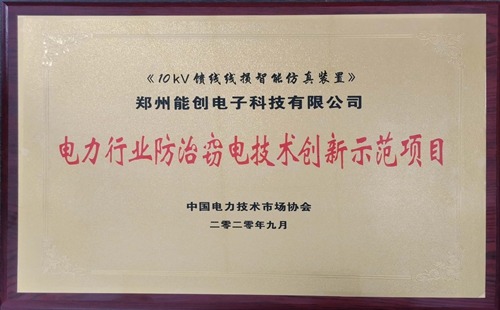 《10kV馈线线损智能仿真装置》
郑州能创电子科技有限公司
电力行业防治窃电技术创新示范项目
中国电力技术市场协会
二零二零年九月